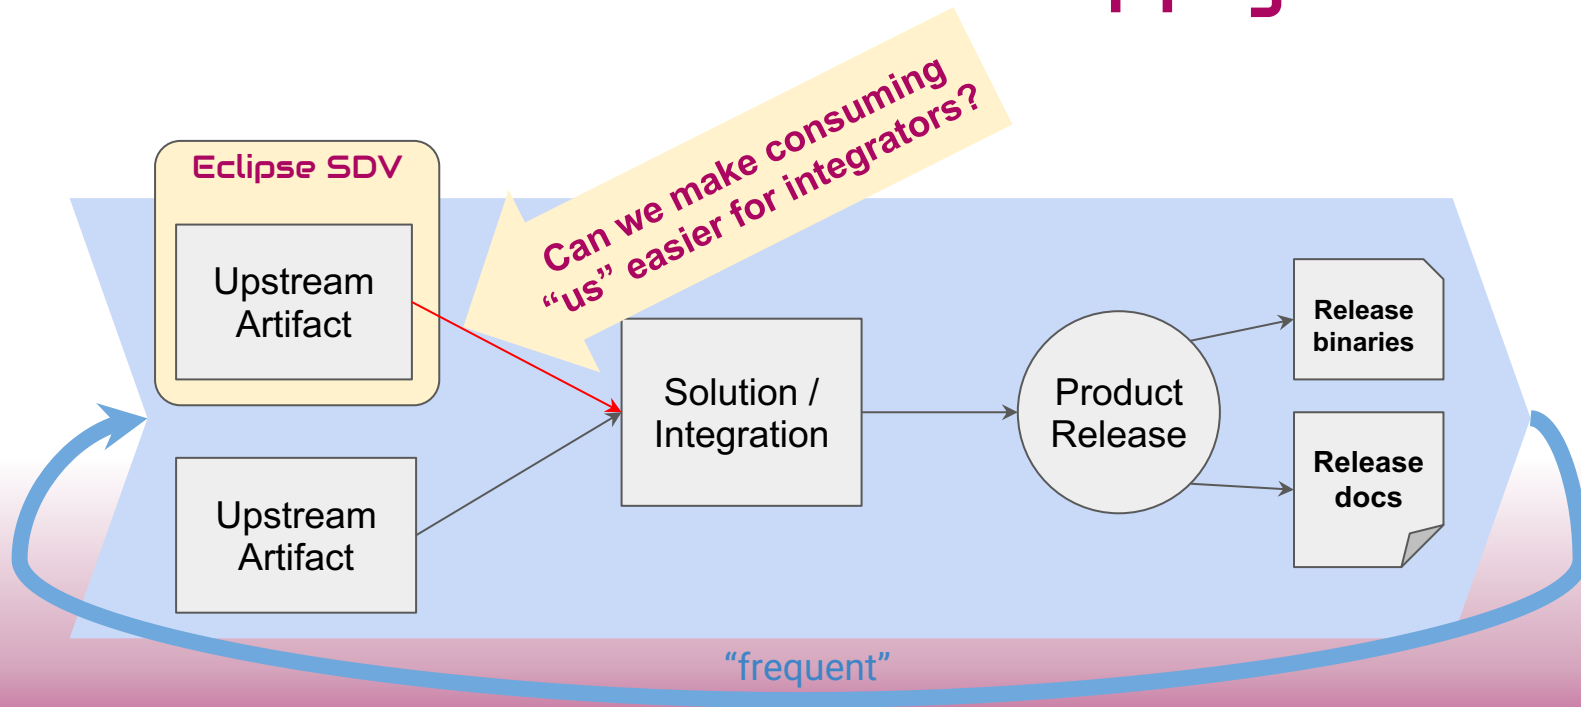 Can we make consuming
“us” easier for integrators?
Eclipse SDV
Upstream
Artifact
Upstream
Artifact
Solution /
Integration
Product
Release
Release
binaries
Release
docs
“frequent”